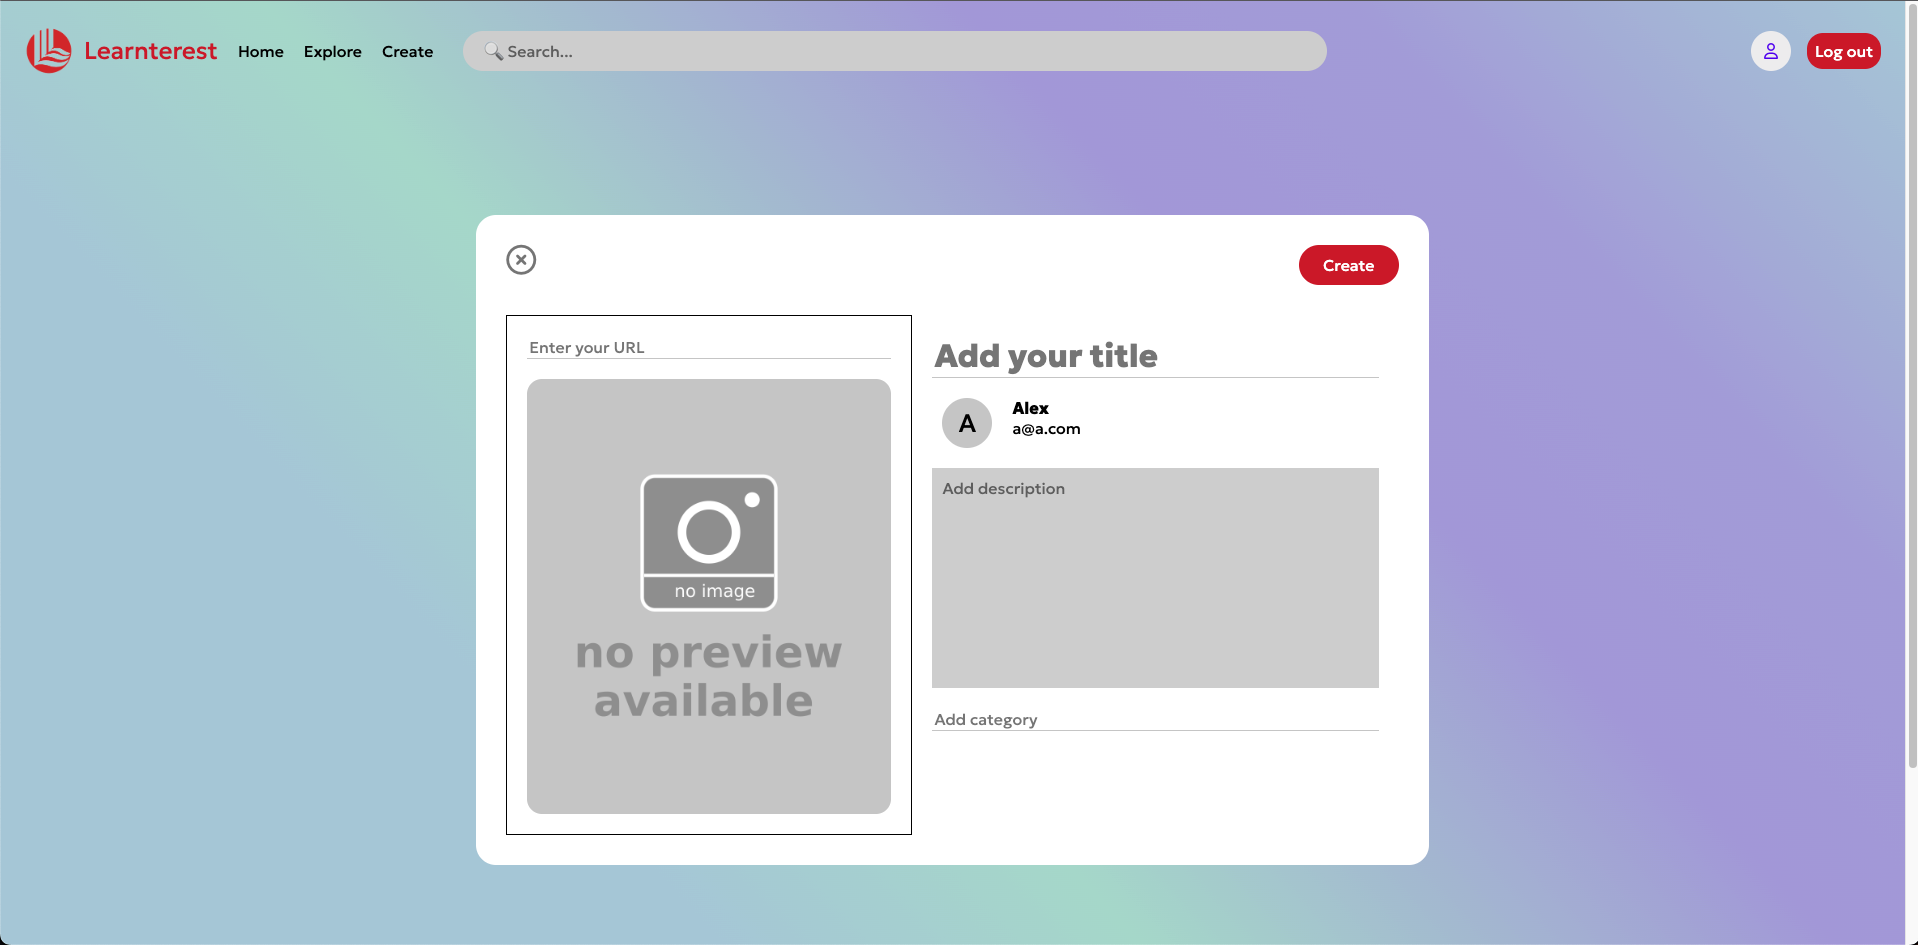 Learnterest Home Explore Create 🔍 Search... Log out
Create
Enter your URL
no image
no preview
available
Add your title
A
Alex
a@a.com
Add description
Add category